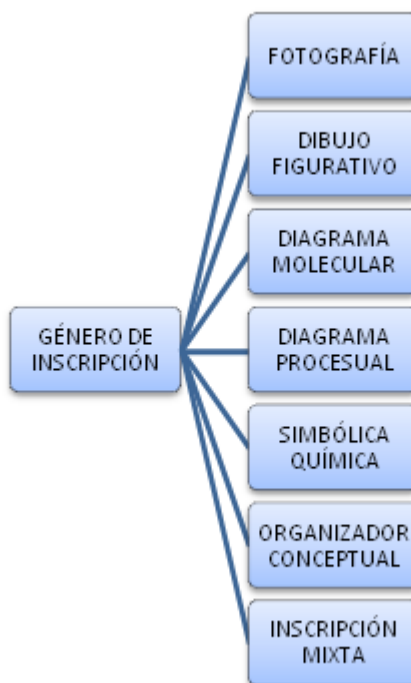 FOTOGRAFÍA
DIBUJO
FIGURATIVO
DIAGRAMA
MOLECULAR
GÉNERO DE
INSCRIPCIÓN
DIAGRAMA
PROCESUAL
SIMBÓLICA
QUÍMICA
ORGANIZADOR
CONCEPTUAL
INSCRIPCIÓN
MIXTA